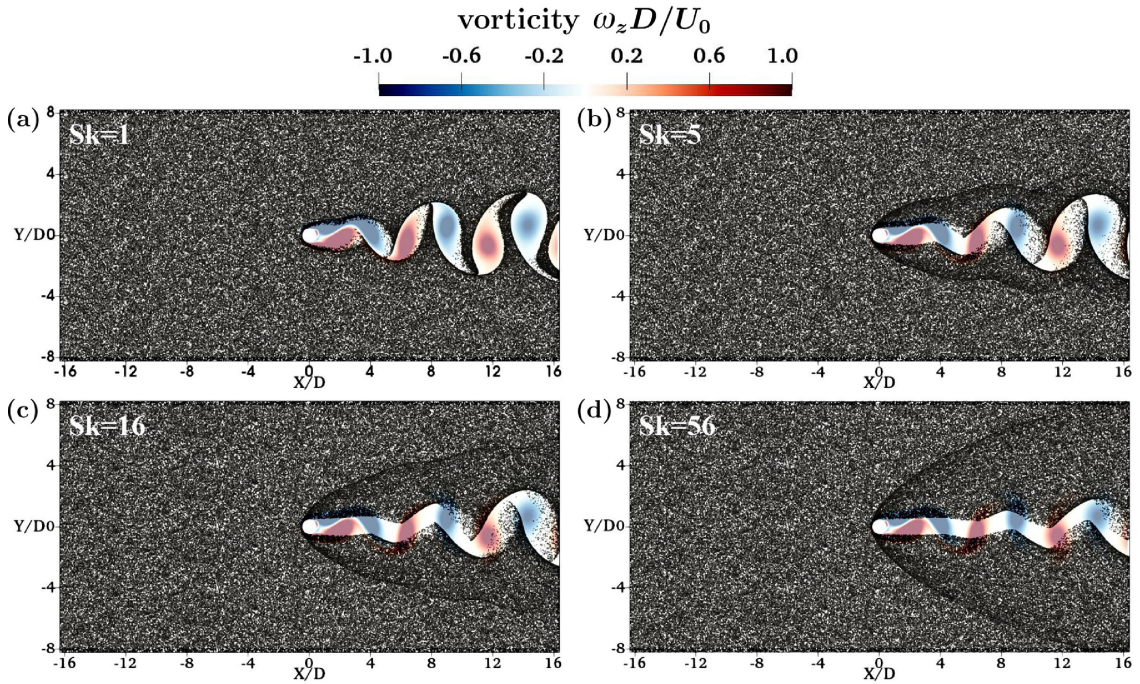 vorticity ω_z D/U_0
-1.0 -0.6 -0.2 0.2 0.6 1.0
(a) Sk=1
8
4
Y/D0
-4
-8
-16 -12 -8 -4 0 4 8 12 16
X/D
(b) Sk=5
8
4
Y/D0
-4
-8
-16 -12 -8 -4 0 4 8 12 16
X/D
(c) Sk=16
8
4
Y/D0
-4
-8
-16 -12 -8 -4 0 4 8 12 16
X/D
(d) Sk=56
8
4
Y/D0
-4
-8
-16 -12 -8 -4 0 4 8 12 16
X/D